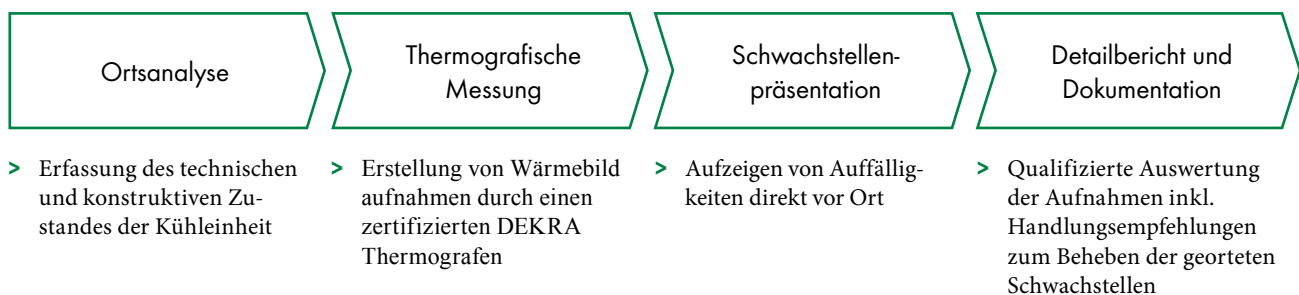 Ortsanalyse
Thermografische
Messung
Schwachstellen-
präsentation
Detailbericht und
Dokumentation
> Erfassung des technischen
und konstruktiven Zu-
standes der Kühleinheit
> Erstellung von Wärmebild
aufnahmen durch einen
zertifizierten DEKRA
Thermografen
> Aufzeigen von Auffällig-
keiten direkt vor Ort
> Qualifizierte Auswertung
der Aufnahmen inkl.
Handlungsempfehlungen
zum Beheben der georteten
Schwachstellen